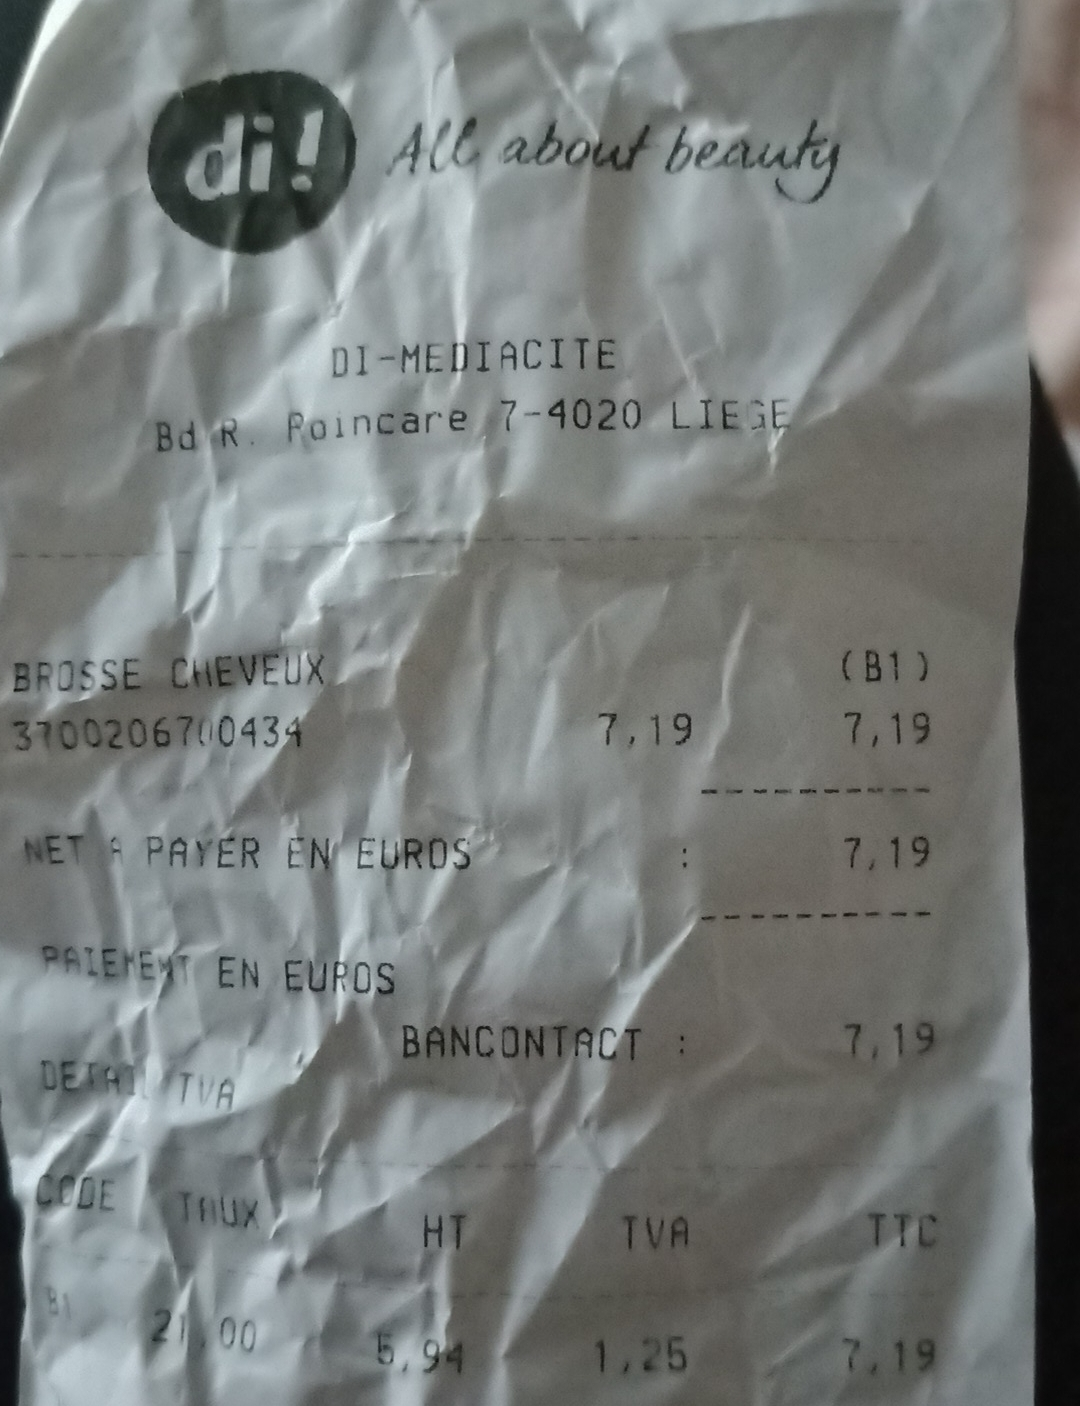 di! All about beauty
DI-MEDIACITE
Bd R. Poincare 7-4020 LIEGE
BROSSE CHEVEUX (B1)
3700206700434 7,19 7,19
NET A PAYER EN EUROS : 7,19
PAIEMENT EN EUROS
BANCONTACT : 7,19
DETAIL TVA
CODE TAUX HT TVA TTC
B1 21,00 5,94 1,25 7,19